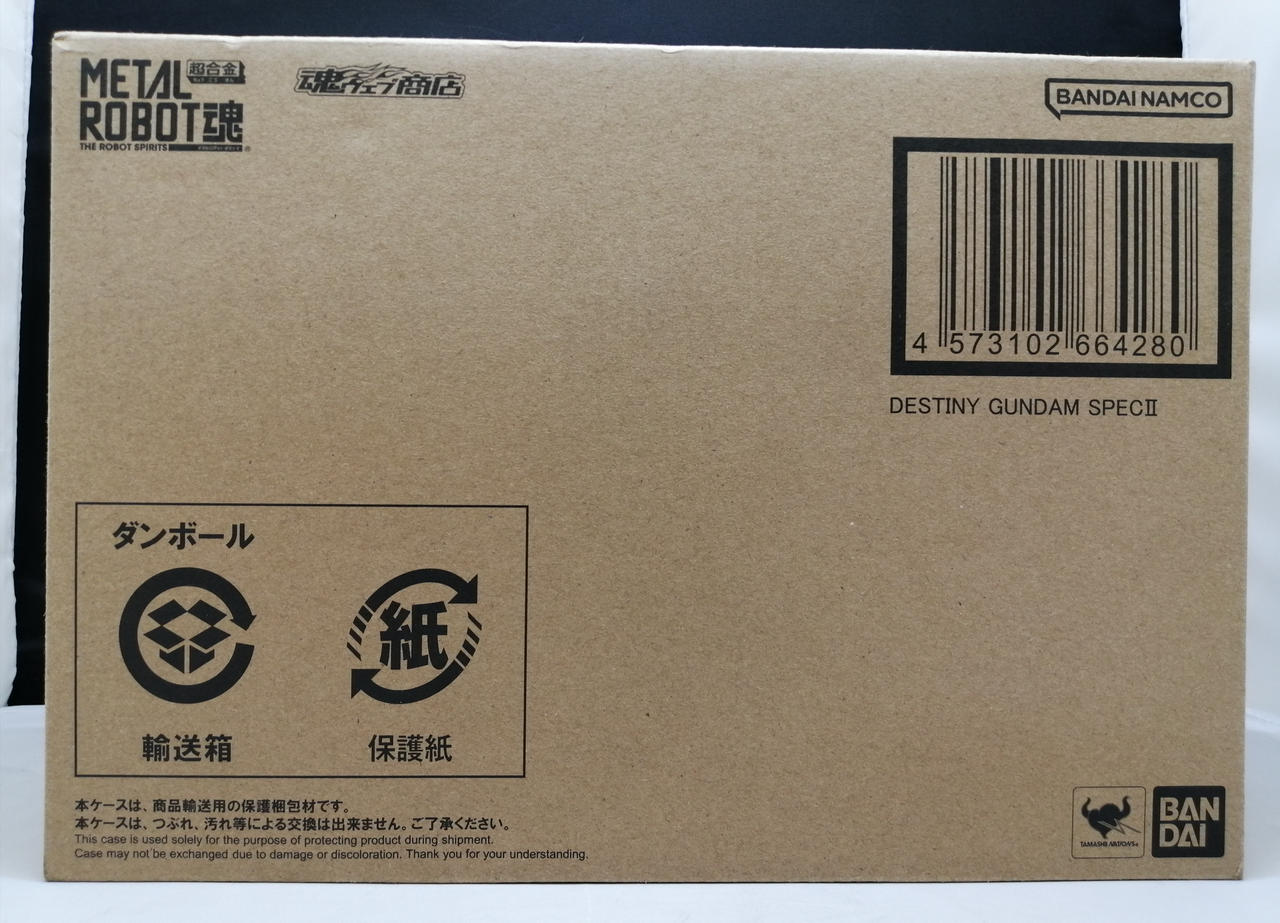 METAL 超合金
ROBOT魂
THE ROBOT SPIRITS
魂ウェブ商店
BANDAI NAMCO
4 573102 664280
DESTINY GUNDAM SPECⅡ
ダンボール
紙
輸送箱
保護紙
本ケースは、商品輸送用の保護梱包材です。
本ケースは、つぶれ、汚れ等による交換は出来ません。ご了承ください。
This case is used solely for the purpose of protecting product during shipment.
Case may not be exchanged due to damage or discoloration. Thank you for your understanding.
TAMASHII NATIONS
BAN
DAI